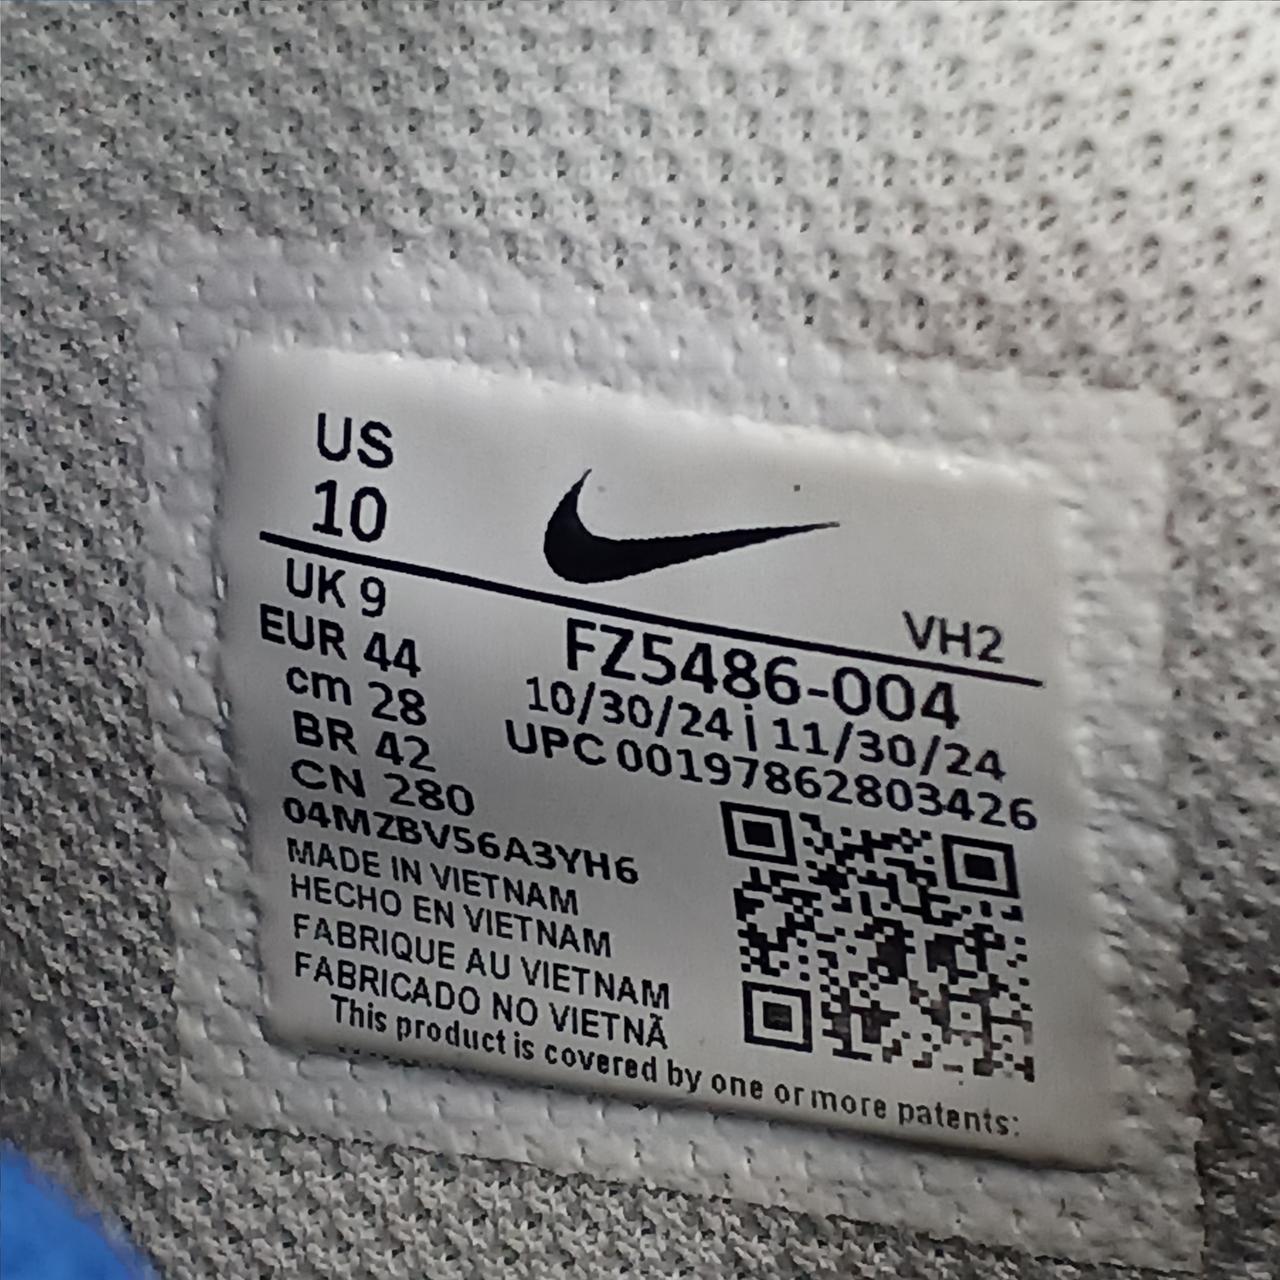 US
10
VH2
UK 9
EUR 44
cm 28
BR 42
CN 280
FZ5486-004
10/30/24 | 11/30/24
UPC 00197862803426
04MZBV56A3YH6
MADE IN VIETNAM
HECHO EN VIETNAM
FABRIQUE AU VIETNAM
FABRICADO NO VIETNÃ
This product is covered by one or more patents: